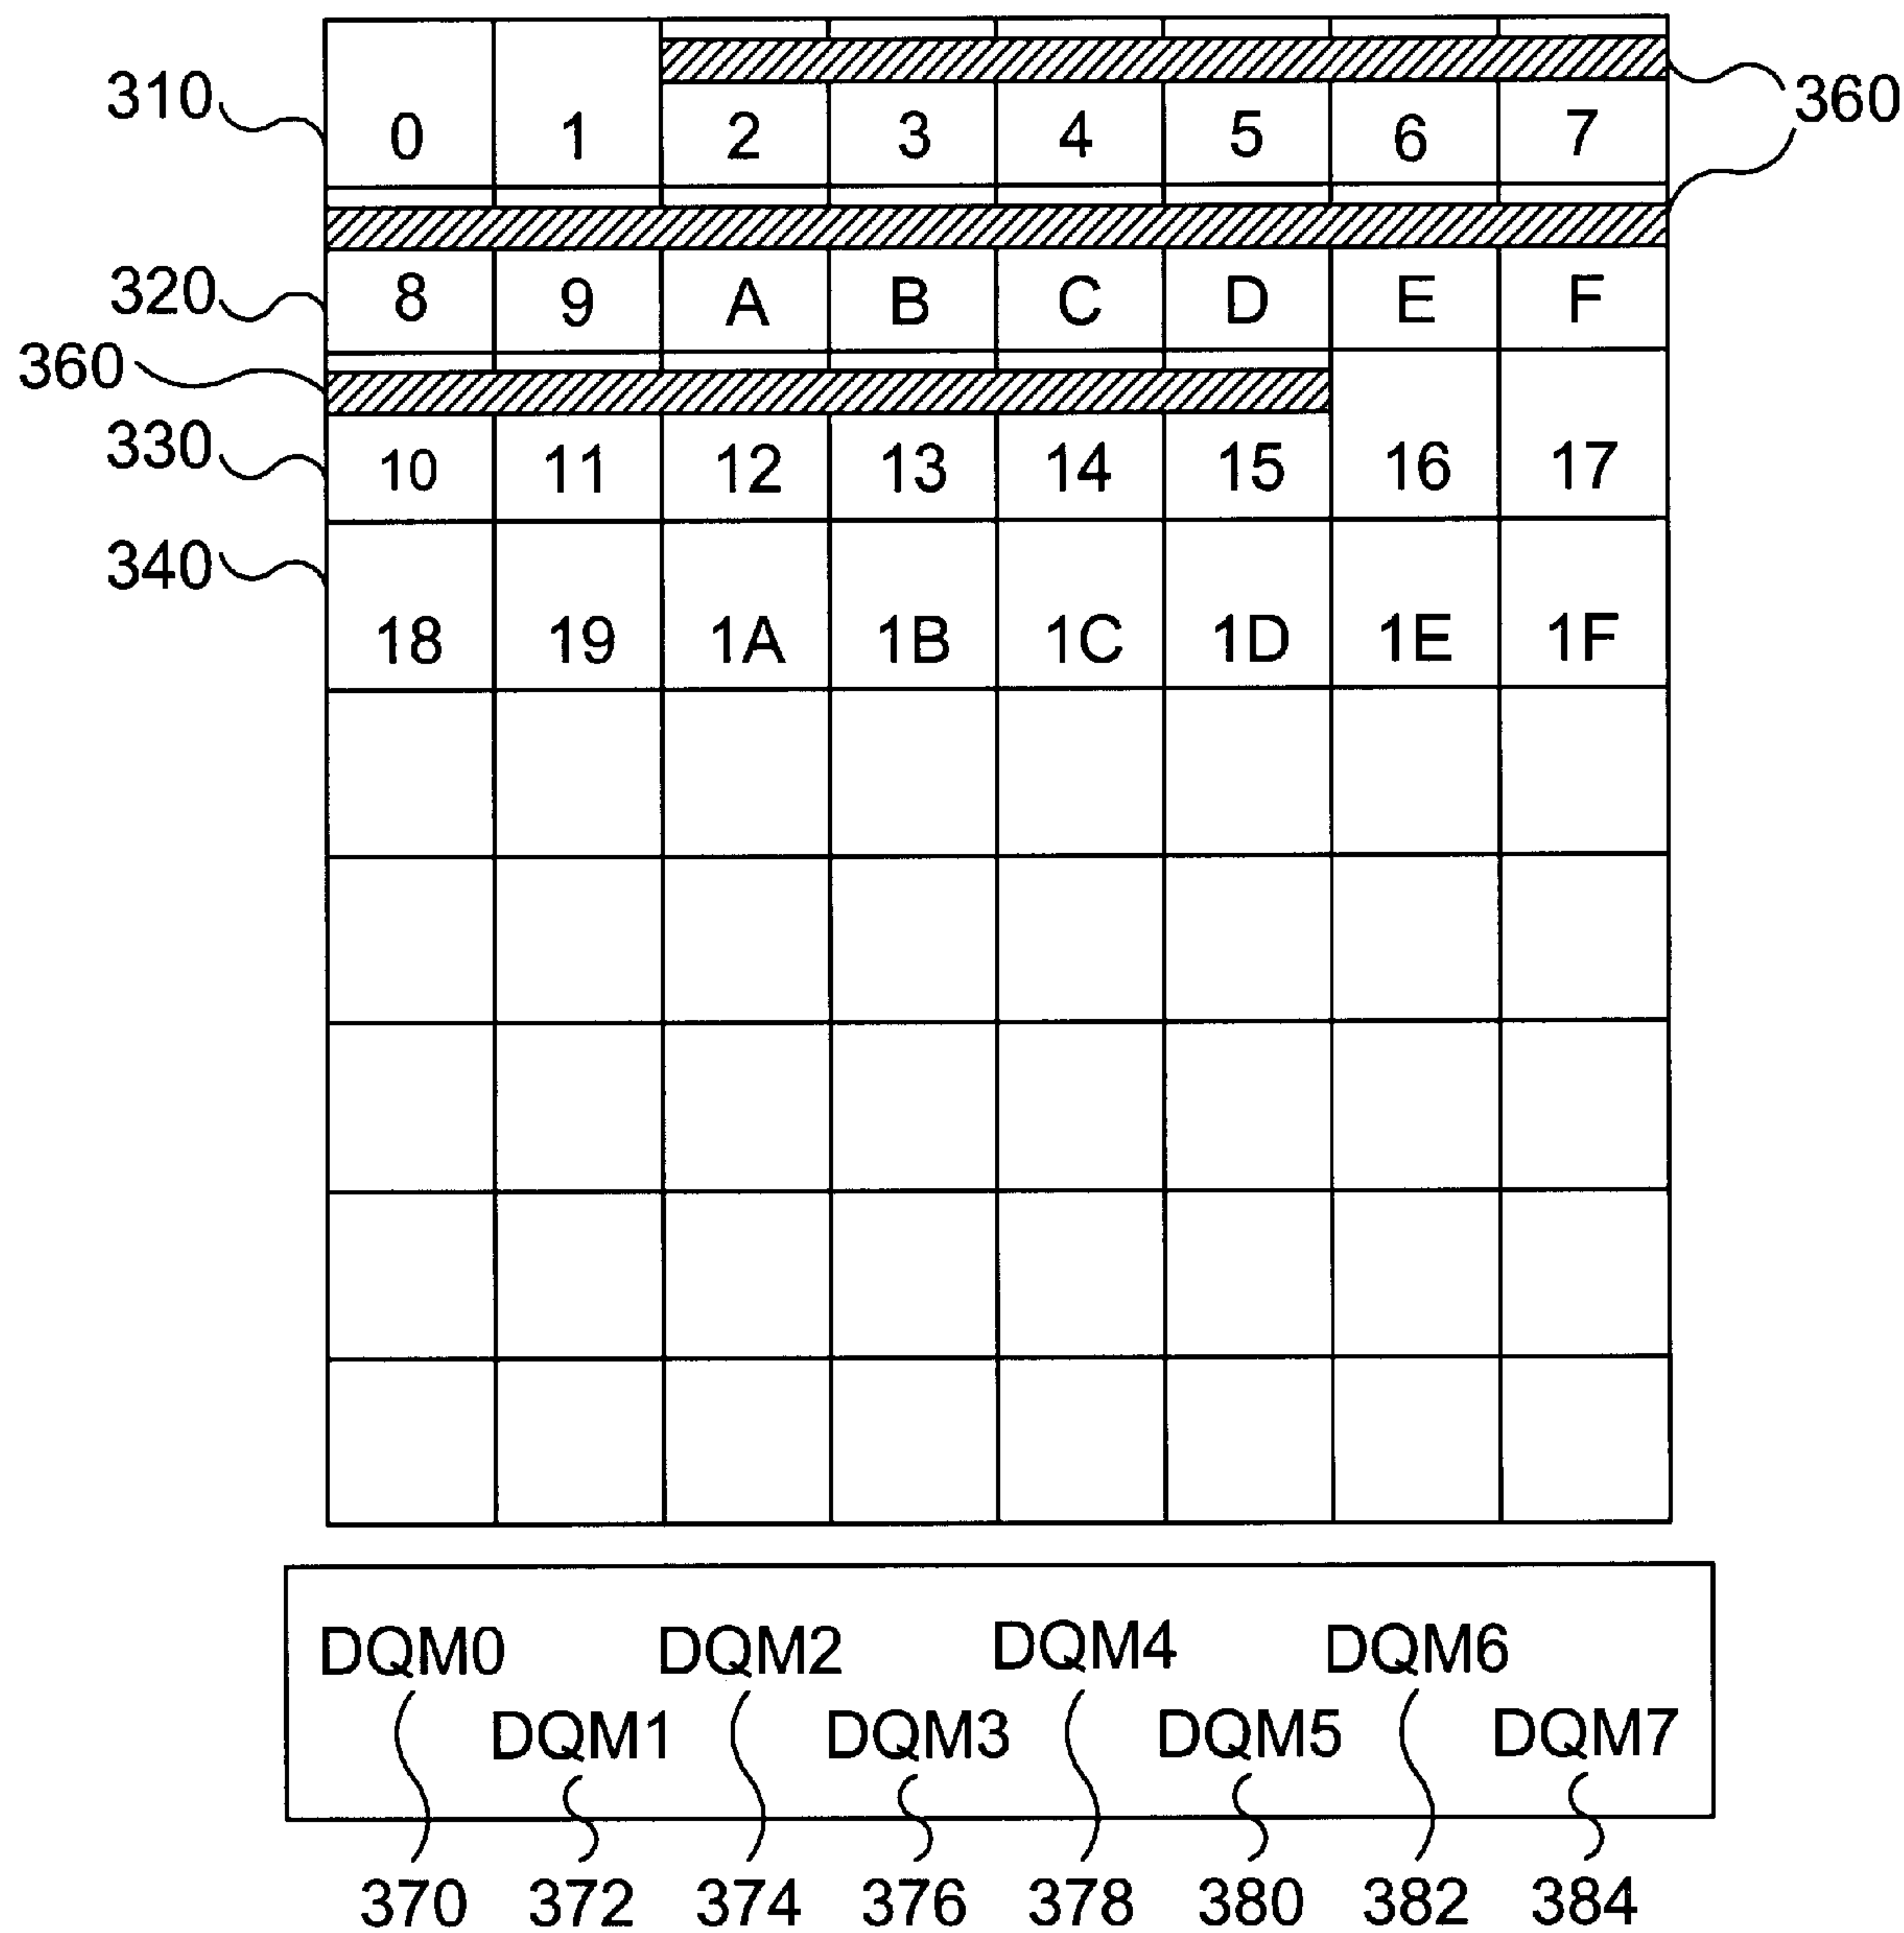 310 0 1 2 3 4 5 6 7 360
320 8 9 A B C D E F
360
330 10 11 12 13 14 15 16 17
340
18 19 1A 1B 1C 1D 1E 1F
DQM0 DQM2 DQM4 DQM6
DQM1 DQM3 DQM5 DQM7
370 372 374 376 378 380 382 384